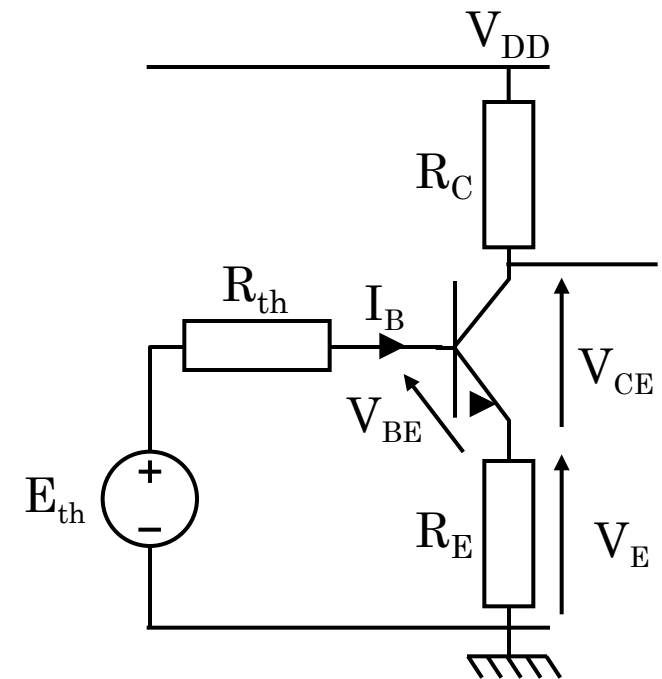 V_DD
R_C
R_th
I_B
V_CE
V_BE
+
E_th
−
R_E
V_E